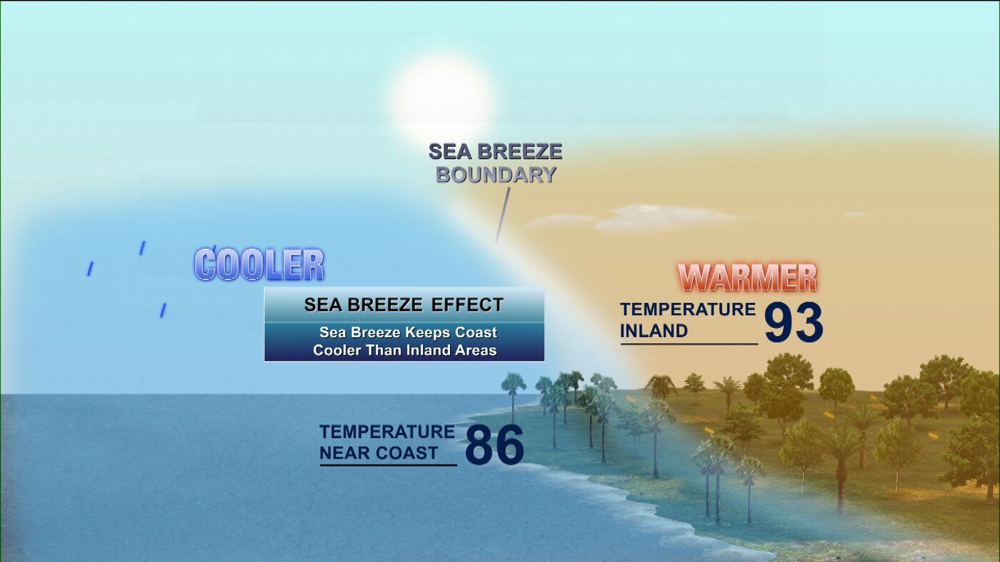 SEA BREEZE
BOUNDARY
COOLER
SEA BREEZE EFFECT
Sea Breeze Keeps Coast
Cooler Than Inland Areas
WARMER
TEMPERATURE
INLAND
93
TEMPERATURE
NEAR COAST
86